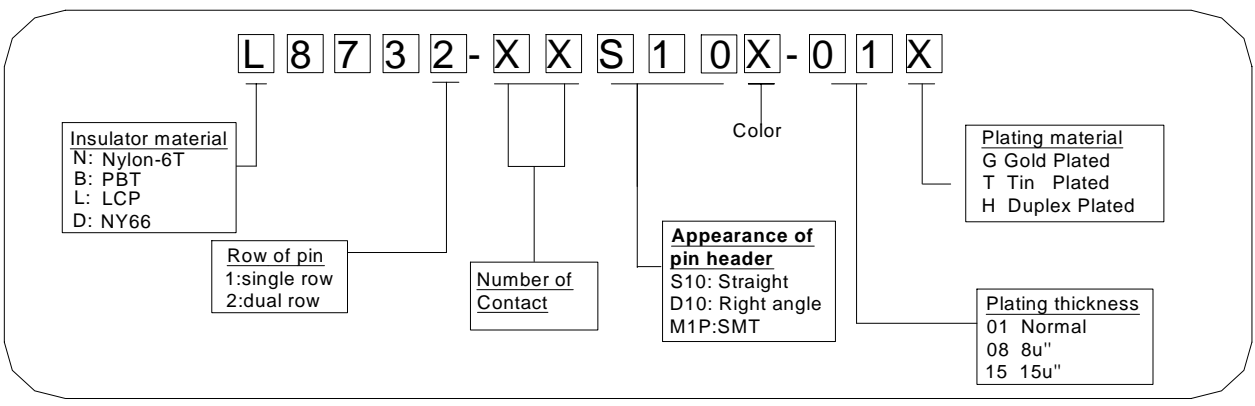 L8732-XXS10X-01X
Color
Insulator material
N: Nylon-6T
B: PBT
L: LCP
D: NY66
Row of pin
1:single row
2:dual row
Number of
Contact
Appearance of
pin header
S10: Straight
D10: Right angle
M1P:SMT
Plating material
G Gold Plated
T Tin Plated
H Duplex Plated
Plating thickness
01 Normal
08 8u"
15 15u"